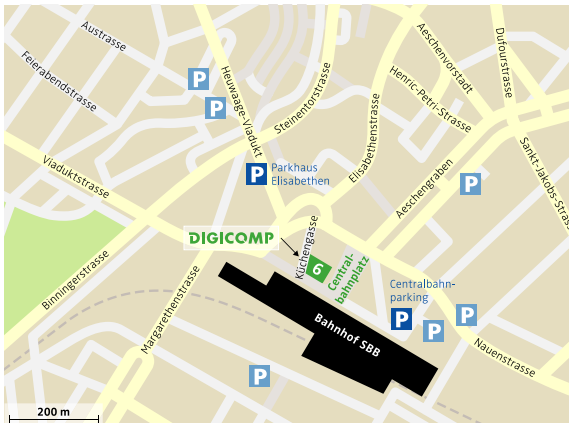 Austrasse
Feierabendstrasse
P
P
Heuwaage-Viadukt
Steinentorstrasse
Elisabethenstrasse
Aeschenvorstadt
Henric-Petri-Strasse
Dufourstrasse
Sankt-Jakobs-Stras
P
Parkhaus
Elisabethen
Viaduktstrasse
Aeschengraben
P
DIGICOMP
Küchengasse
6
Central-
bahnplatz
Binningerstrasse
Margarethenstrasse
Bahnhof SBB
Centralbahn-
parking
P
P
P
Nauenstrasse
P
200 m